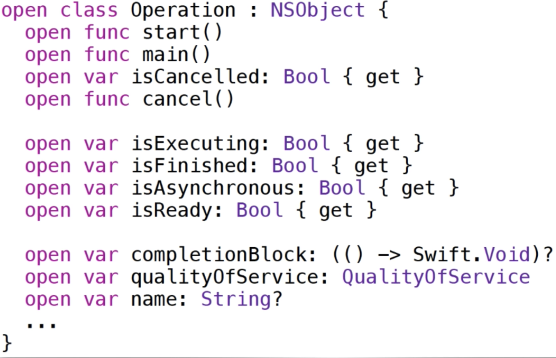 open class Operation : NSObject {
open func start()
open func main()
open var isCancelled: Bool { get }
open func cancel()
open var isExecuting: Bool { get }
open var isFinished: Bool { get }
open var isAsynchronous: Bool { get }
open var isReady: Bool { get }
open var completionBlock: (() -> Swift.Void)?
open var qualityOfService: QualityOfService
open var name: String?
...
}